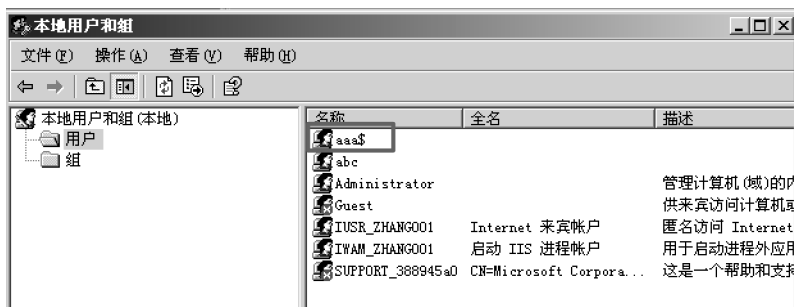 本地用户和组
文件(F) 操作(A) 查看(V) 帮助(H)
本地用户和组(本地)
用户
组
名称 全名 描述
aaa$
abc
Administrator 管理计算机(域)的内
Guest 供来宾访问计算机或
IUSR_ZHANG001 Internet 来宾帐户 匿名访问 Internet
IWAM_ZHANG001 启动 IIS 进程帐户 用于启动进程外应用
SUPPORT_388945a0 CN=Microsoft Corpora... 这是一个帮助和支持